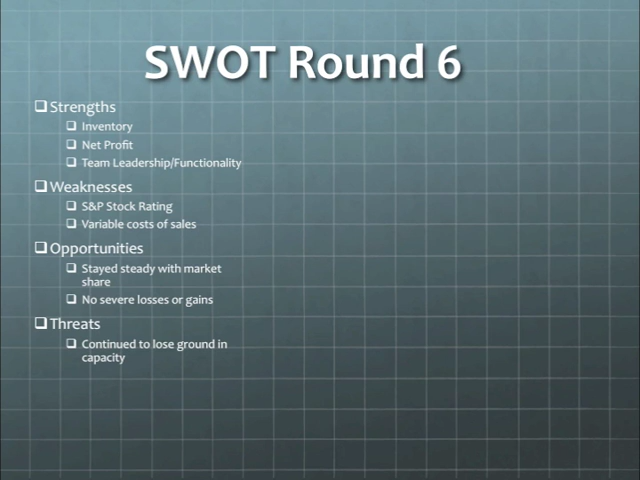 SWOT Round 6
Strengths
Inventory
Net Profit
Team Leadership/Functionality
Weaknesses
S&P Stock Rating
Variable costs of sales
Opportunities
Stayed steady with market
share
No severe losses or gains
Threats
Continued to lose ground in
capacity